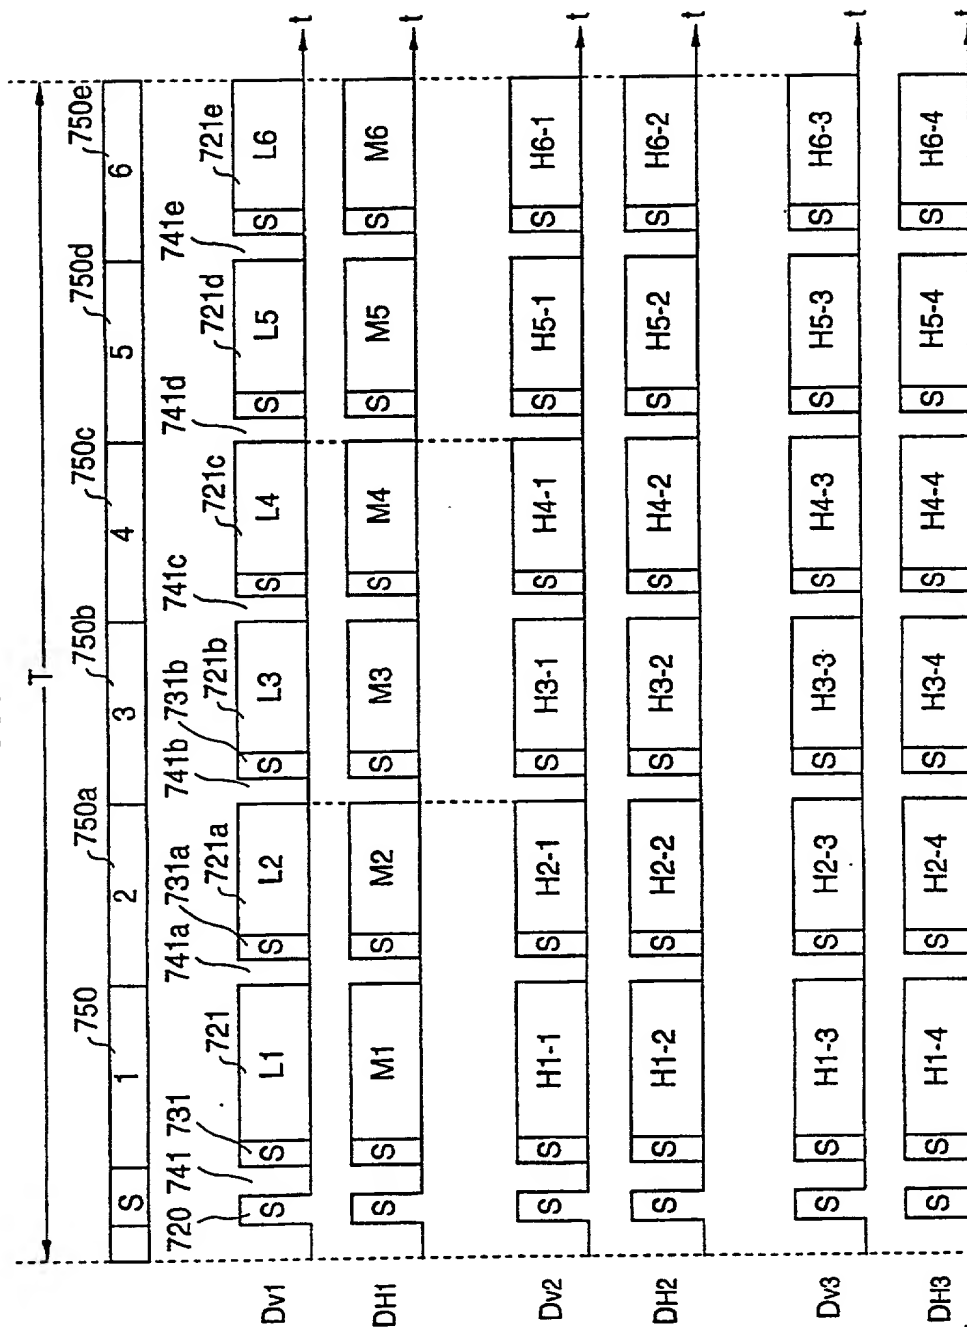 T
750 750a 750b 750c 750d 750e
S 1 2 3 4 5 6
720 741 731 721 741a 731a 721a 741b 731b 721b 741c 721c 741d 721d 741e 721e
Dv1 S S L1 S L2 S L3 S L4 S L5 S L6 t
DH1 S S M1 S M2 S M3 S M4 S M5 S M6 t
Dv2 S S H1-1 S H2-1 S H3-1 S H4-1 S H5-1 S H6-1 t
DH2 S S H1-2 S H2-2 S H3-2 S H4-2 S H5-2 S H6-2 t
Dv3 S S H1-3 S H2-3 S H3-3 S H4-3 S H5-3 S H6-3 t
DH3 S S H1-4 S H2-4 S H3-4 S H4-4 S H5-4 S H6-4 t